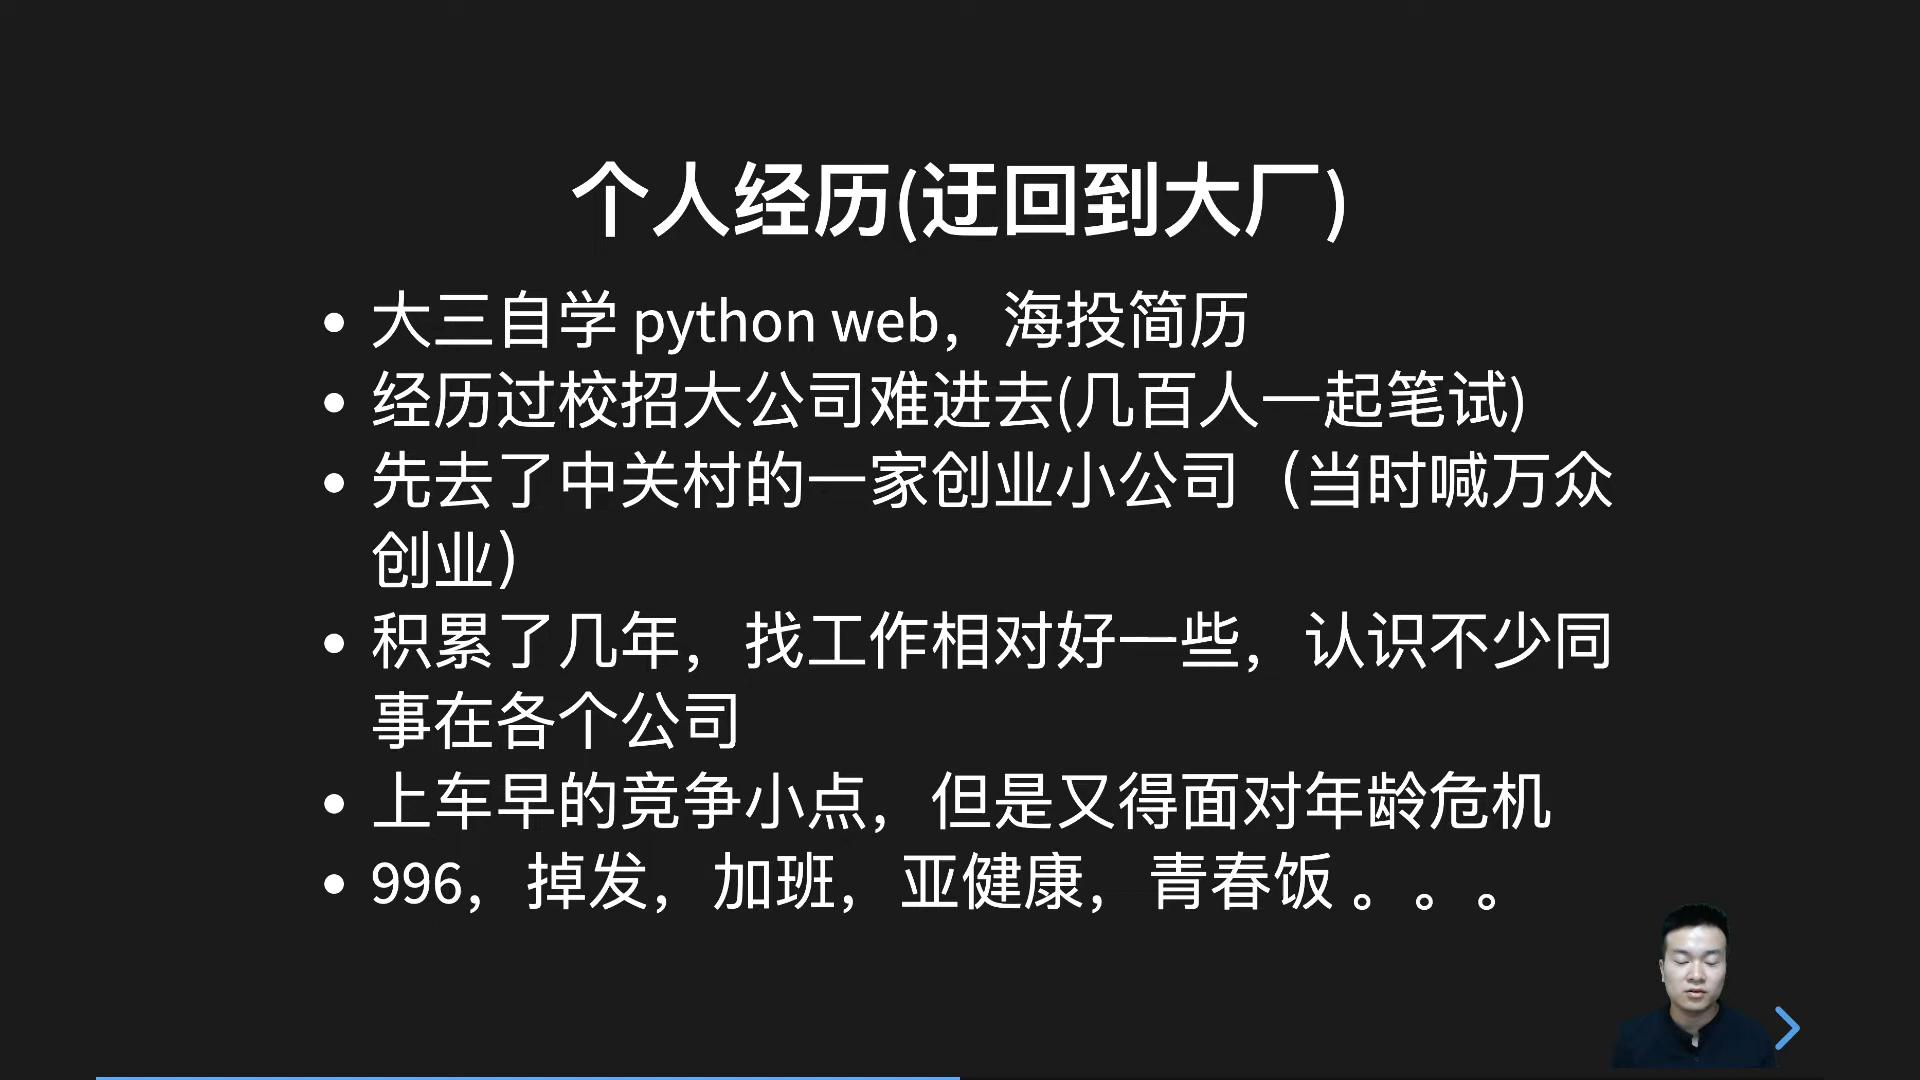 个人经历(迂回到大厂)
大三自学 python web，海投简历
经历过校招大公司难进去(几百人一起笔试)
先去了中关村的一家创业小公司（当时喊万众
创业）
积累了几年，找工作相对好一些，认识不少同
事在各个公司
上车早的竞争小点，但是又得面对年龄危机
996，掉发，加班，亚健康，青春饭 。。。